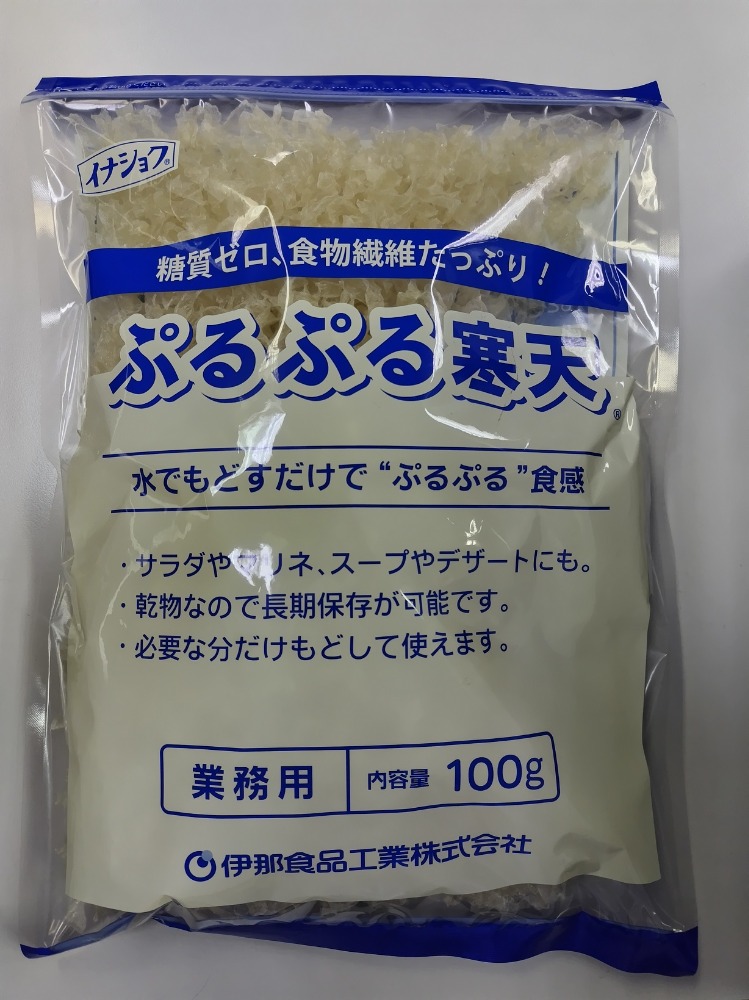 イナショク®
糖質ゼロ、食物繊維たっぷり！
ぷるぷる寒天®
水でもどすだけで“ぷるぷる”食感
・サラダやマリネ、スープやデザートにも。
・乾物なので長期保存が可能です。
・必要な分だけもどして使えます。
業務用 内容量 100g
伊那食品工業株式会社